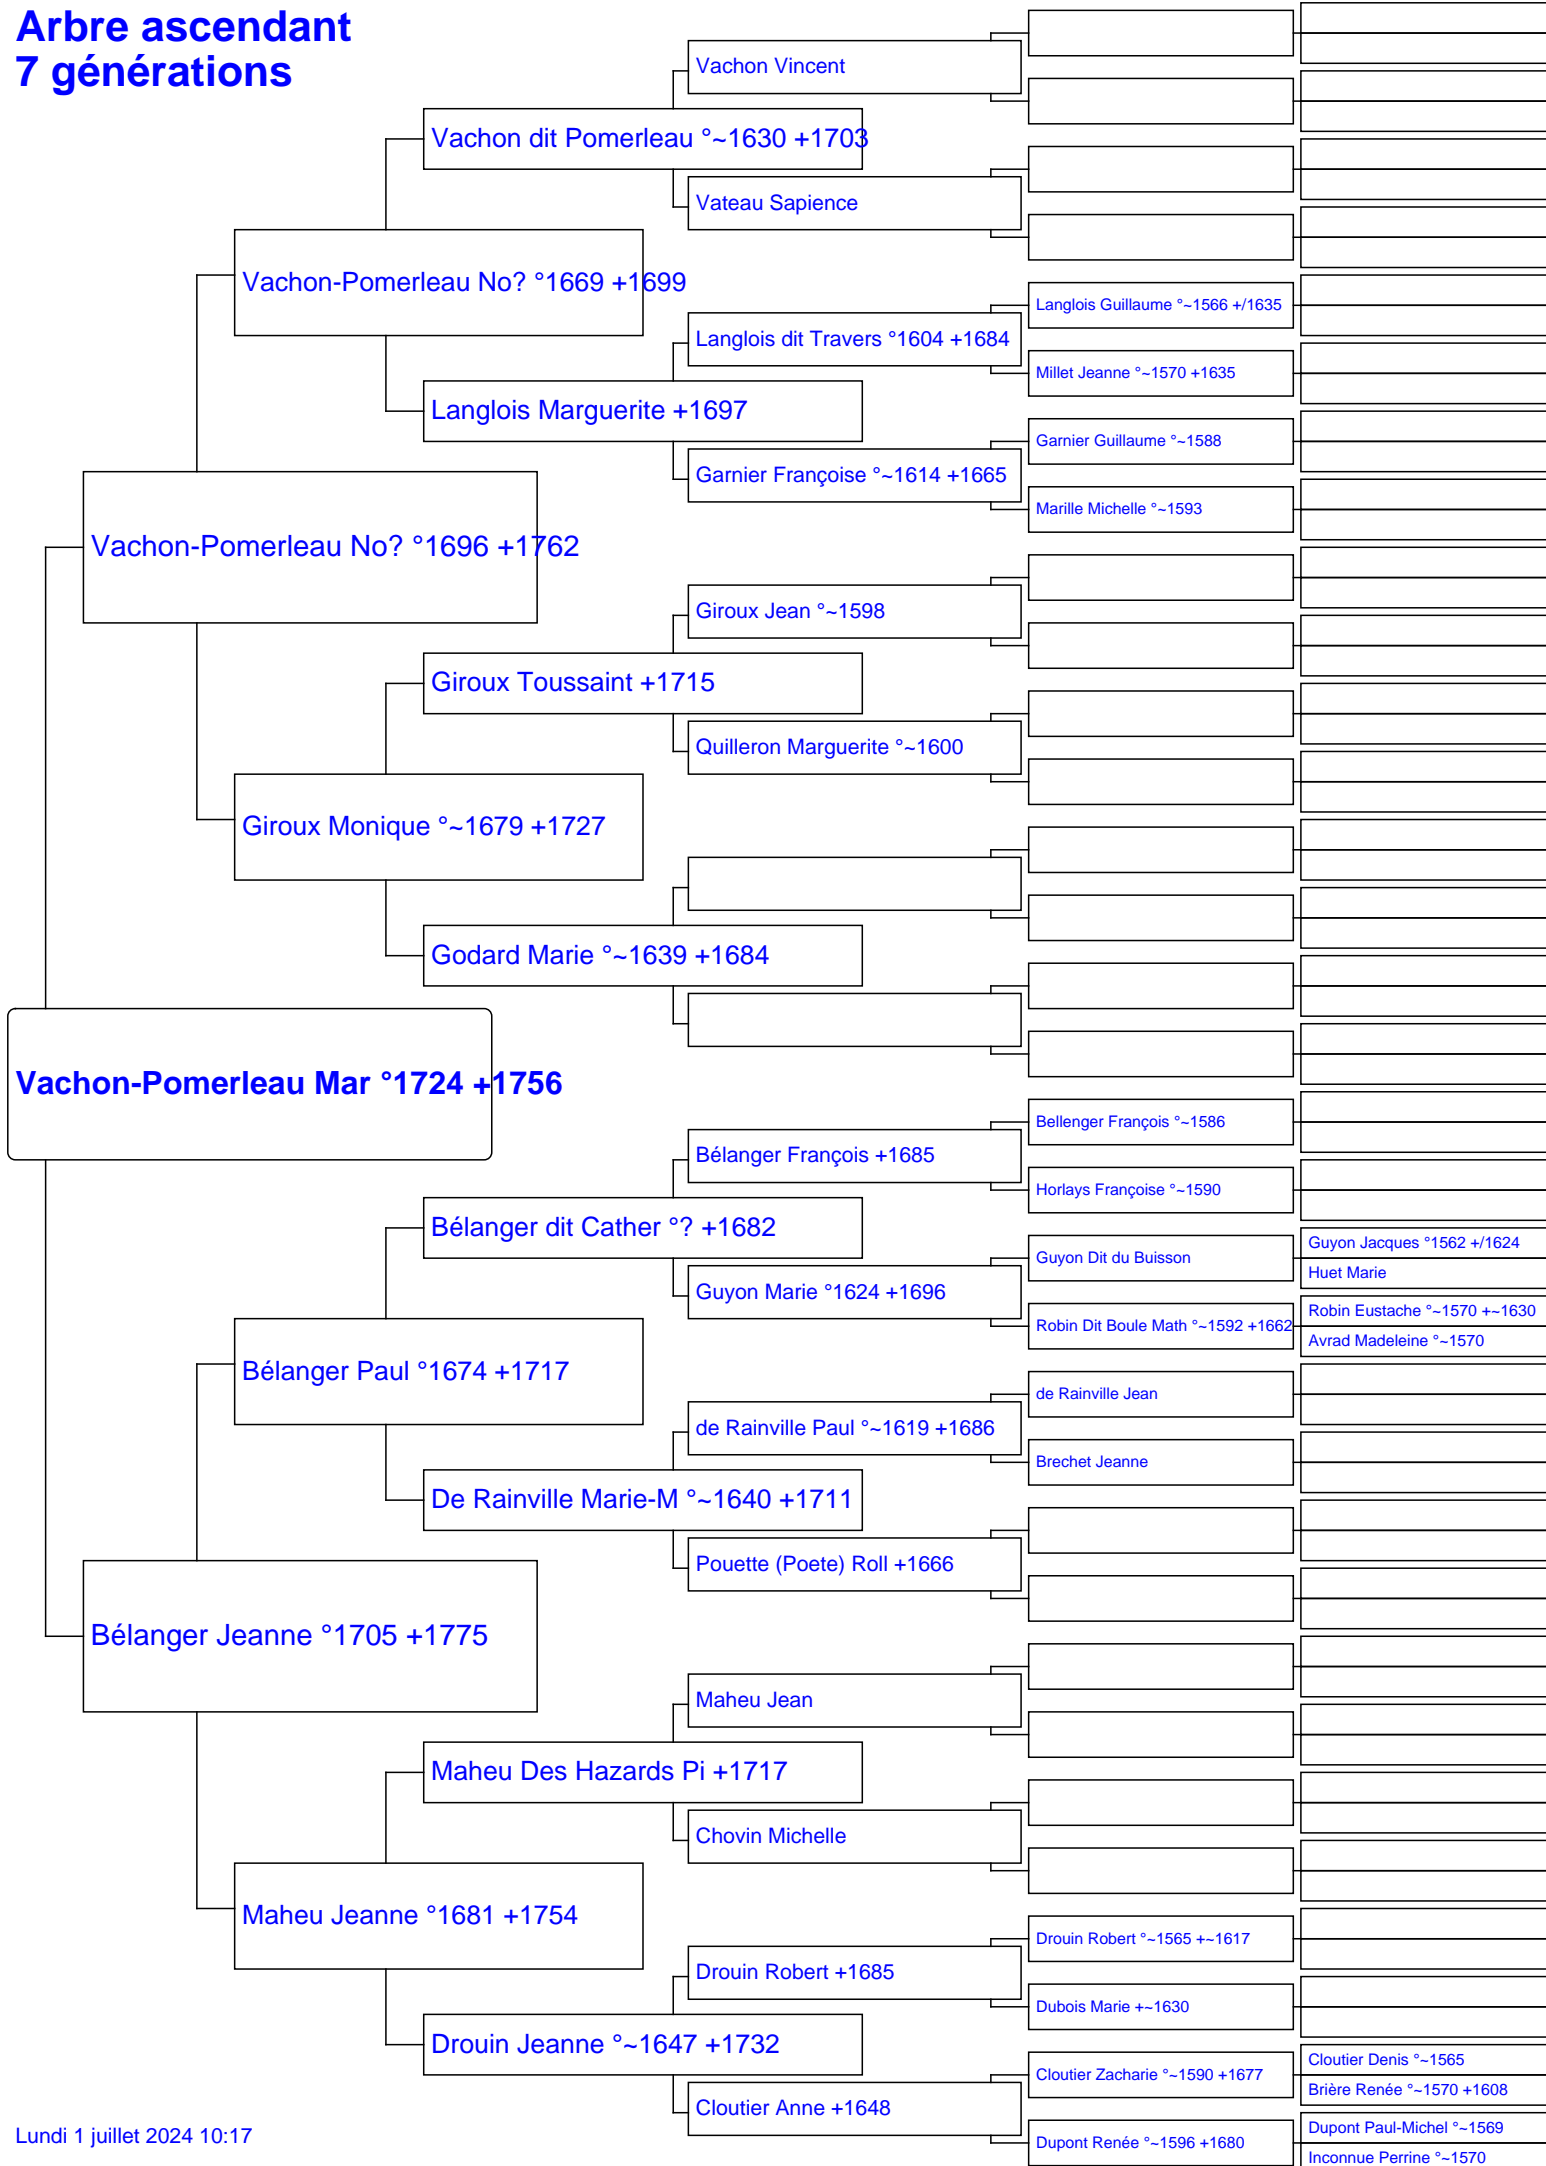 Arbre ascendant
7 générations
Vachon Vincent
Vachon dit Pomerleau °~1630 +1703
Vateau Sapience
Vachon-Pomerleau No? °1669 +1699
Langlois Guillaume °~1566 +/1635
Langlois dit Travers °1604 +1684
Millet Jeanne °~1570 +1635
Langlois Marguerite +1697
Garnier Guillaume °~1588
Garnier Françoise °~1614 +1665
Marille Michelle °~1593
Vachon-Pomerleau No? °1696 +1762
Giroux Jean °~1598
Giroux Toussaint +1715
Quilleron Marguerite °~1600
Giroux Monique °~1679 +1727
Godard Marie °~1639 +1684
Vachon-Pomerleau Mar °1724 +1756
Bellenger François °~1586
Bélanger François +1685
Horlays Françoise °~1590
Bélanger dit Cather °? +1682
Guyon Jacques °1562 +/1624
Guyon Dit du Buisson
Huet Marie
Guyon Marie °1624 +1696
Robin Eustache °~1570 +~1630
Robin Dit Boule Math °~1592 +1662
Avrad Madeleine °~1570
Bélanger Paul °1674 +1717
de Rainville Jean
de Rainville Paul °~1619 +1686
Brechet Jeanne
De Rainville Marie-M °~1640 +1711
Pouette (Poete) Roll +1666
Bélanger Jeanne °1705 +1775
Maheu Jean
Maheu Des Hazards Pi +1717
Chovin Michelle
Maheu Jeanne °1681 +1754
Drouin Robert °~1565 +~1617
Drouin Robert +1685
Dubois Marie +~1630
Drouin Jeanne °~1647 +1732
Cloutier Denis °~1565
Cloutier Zacharie °~1590 +1677
Brière Renée °~1570 +1608
Cloutier Anne +1648
Dupont Paul-Michel °~1569
Dupont Renée °~1596 +1680
Inconnue Perrine °~1570
Lundi 1 juillet 2024 10:17